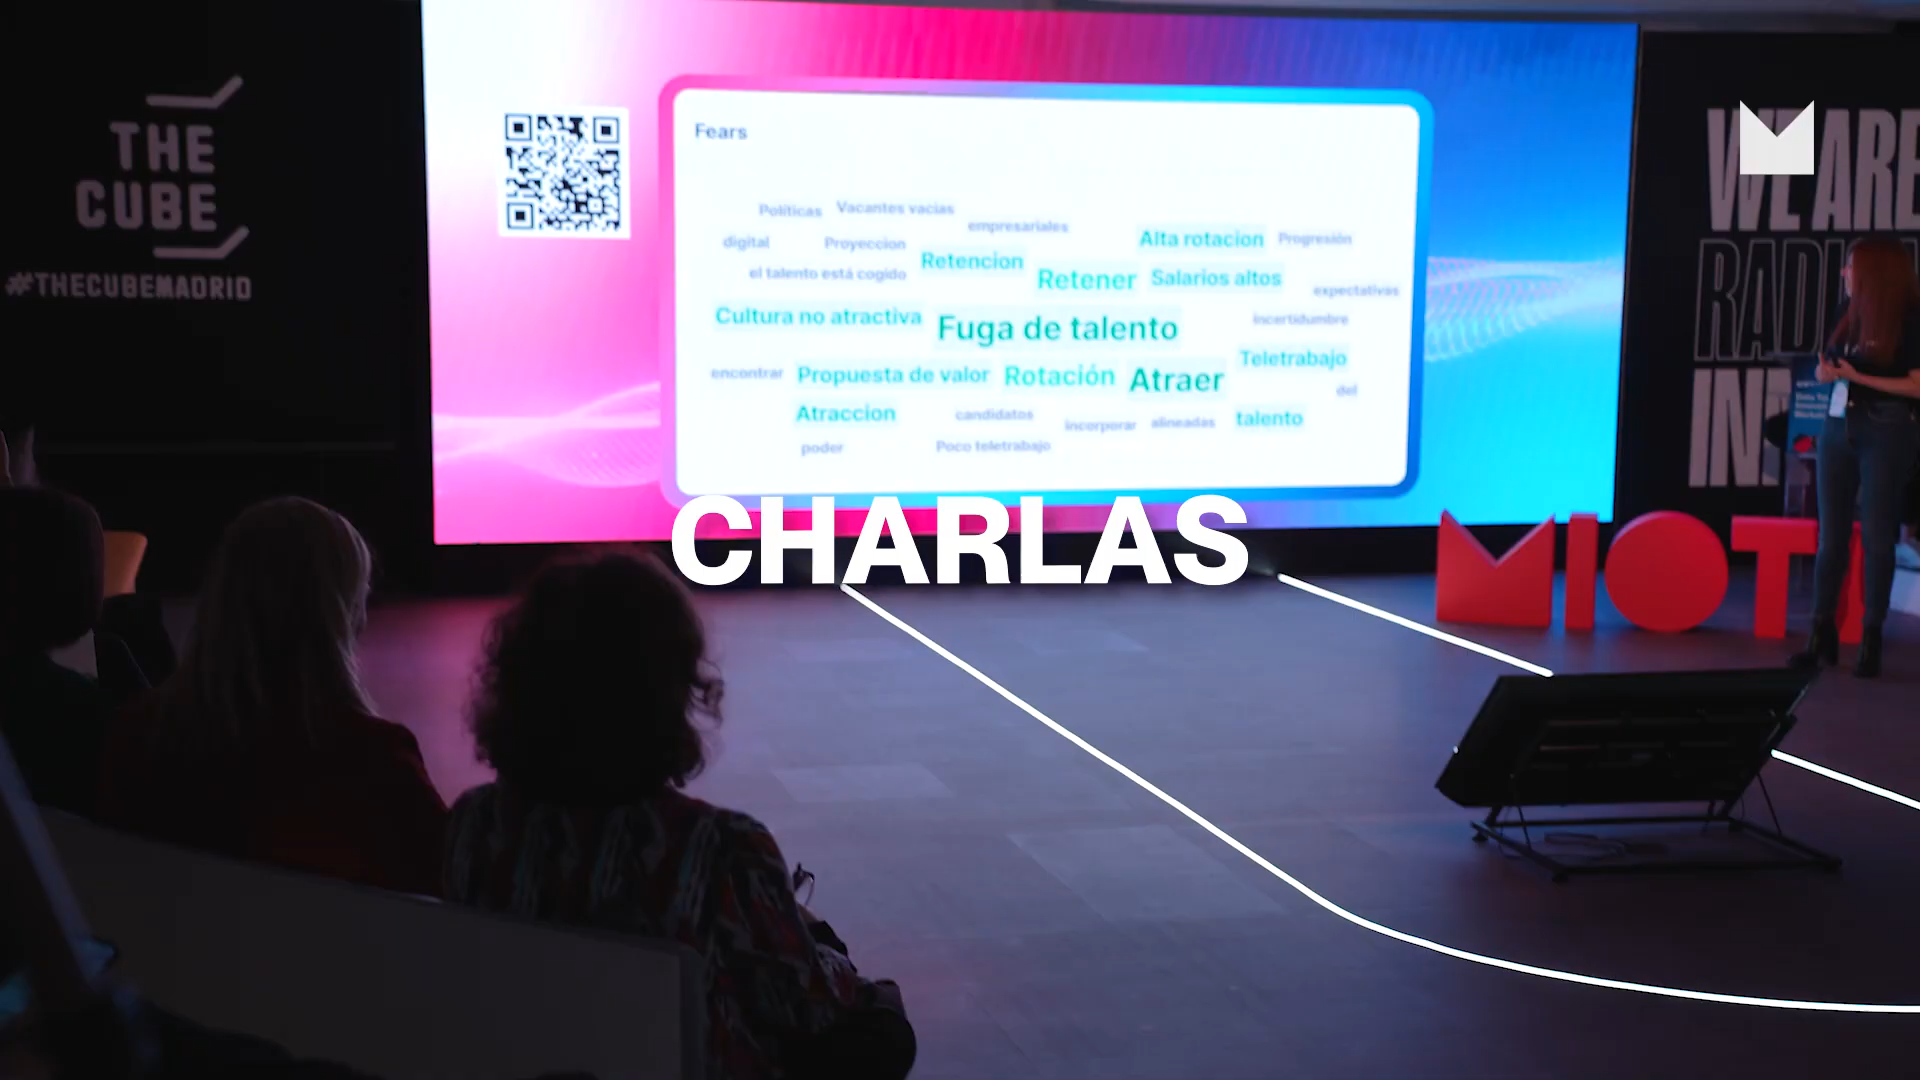 THE
CUBE
#THECUBEMADRID
Fears
Políticas Vacantes vacias
empresariales
digital Proyeccion Alta rotacion Progresión
el talento está cogido Retencion
Retener Salarios altos
expectativas
Cultura no atractiva Fuga de talento incertidumbre
Teletrabajo
encontrar Propuesta de valor Rotación Atraer
del
Atraccion candidatos incorporar alineadas talento
poder Poco teletrabajo
CHARLAS
WE ARE
MIOTI